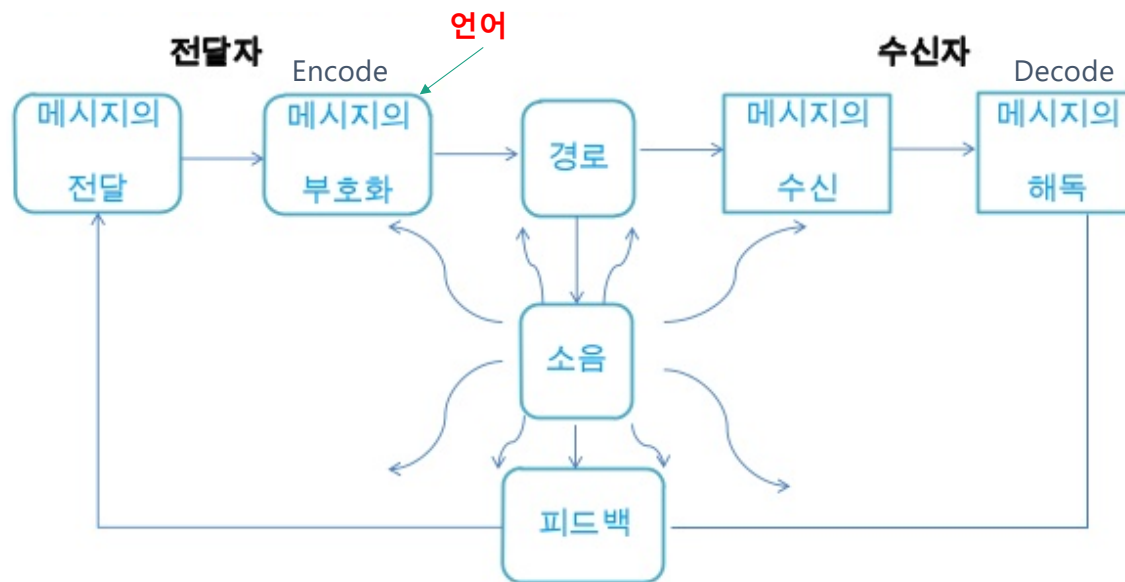 언어
전달자
수신자
Encode
Decode
메시지의
전달
메시지의
부호화
경로
메시지의
수신
메시지의
해독
소음
피드백